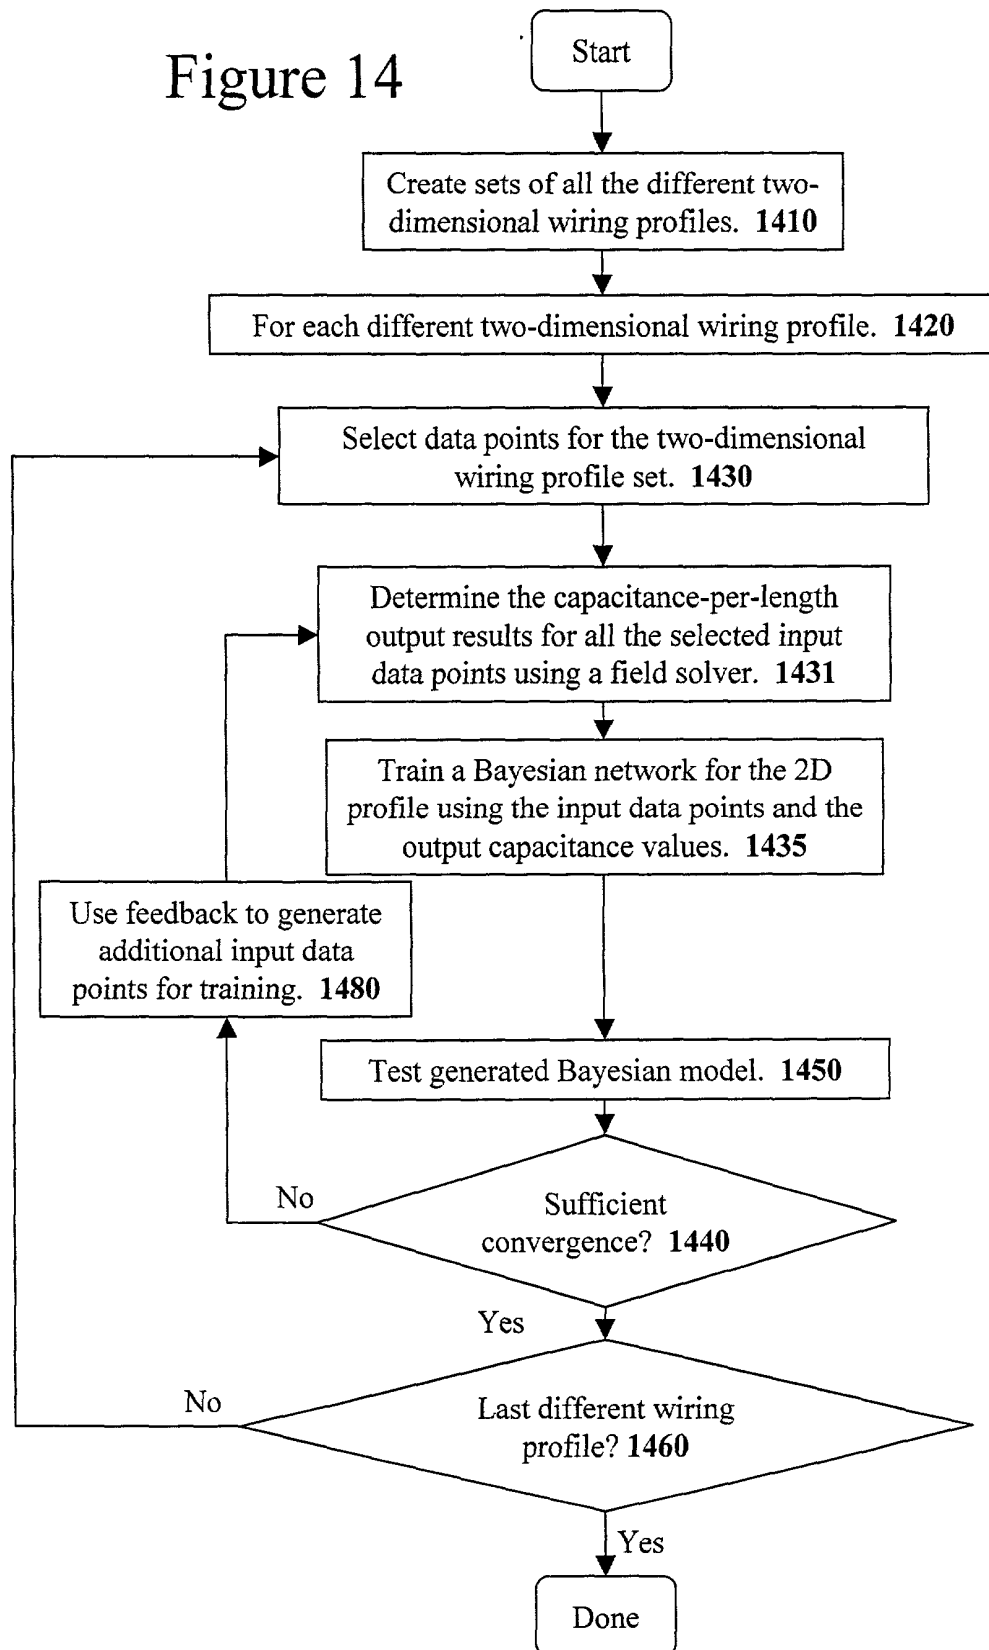 Figure 14
Start
Create sets of all the different two-
dimensional wiring profiles. 1410
For each different two-dimensional wiring profile. 1420
Select data points for the two-dimensional
wiring profile set. 1430
Determine the capacitance-per-length
output results for all the selected input
data points using a field solver. 1431
Train a Bayesian network for the 2D
profile using the input data points and the
output capacitance values. 1435
Use feedback to generate
additional input data
points for training. 1480
Test generated Bayesian model. 1450
No
Sufficient
convergence? 1440
Yes
No
Last different wiring
profile? 1460
Yes
Done